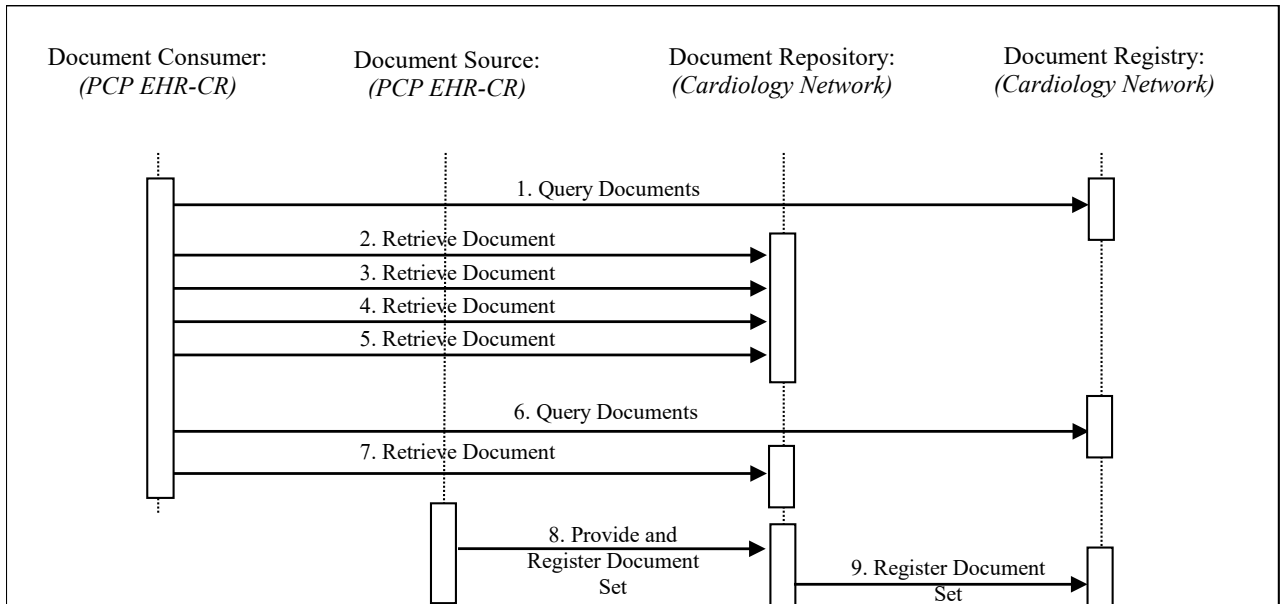 Document Consumer:
(PCP EHR-CR)
Document Source:
(PCP EHR-CR)
Document Repository:
(Cardiology Network)
Document Registry:
(Cardiology Network)
1. Query Documents
2. Retrieve Document
3. Retrieve Document
4. Retrieve Document
5. Retrieve Document
6. Query Documents
7. Retrieve Document
8. Provide and
Register Document
Set
9. Register Document
Set